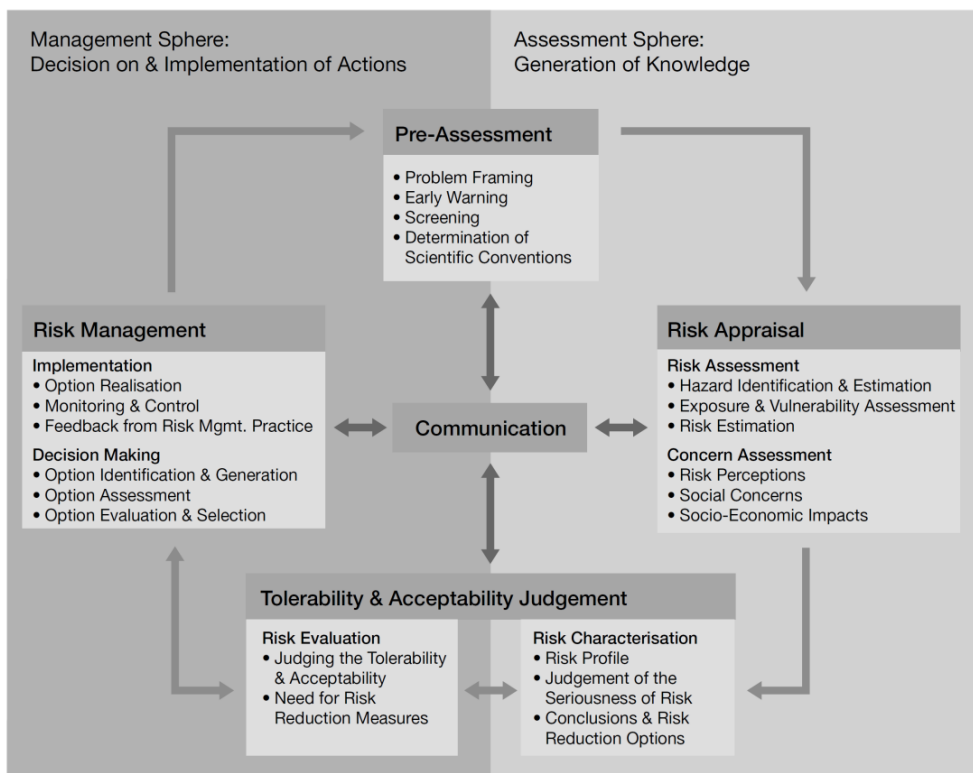 Management Sphere:
Decision on & Implementation of Actions
Assessment Sphere:
Generation of Knowledge
Pre-Assessment
• Problem Framing
• Early Warning
• Screening
• Determination of
Scientific Conventions
Risk Management
Implementation
• Option Realisation
• Monitoring & Control
• Feedback from Risk Mgmt. Practice
Decision Making
• Option Identification & Generation
• Option Assessment
• Option Evaluation & Selection
Communication
Risk Appraisal
Risk Assessment
• Hazard Identification & Estimation
• Exposure & Vulnerability Assessment
• Risk Estimation
Concern Assessment
• Risk Perceptions
• Social Concerns
• Socio-Economic Impacts
Tolerability & Acceptability Judgement
Risk Evaluation
• Judging the Tolerability
& Acceptability
• Need for Risk
Reduction Measures
Risk Characterisation
• Risk Profile
• Judgement of the
Seriousness of Risk
• Conclusions & Risk
Reduction Options